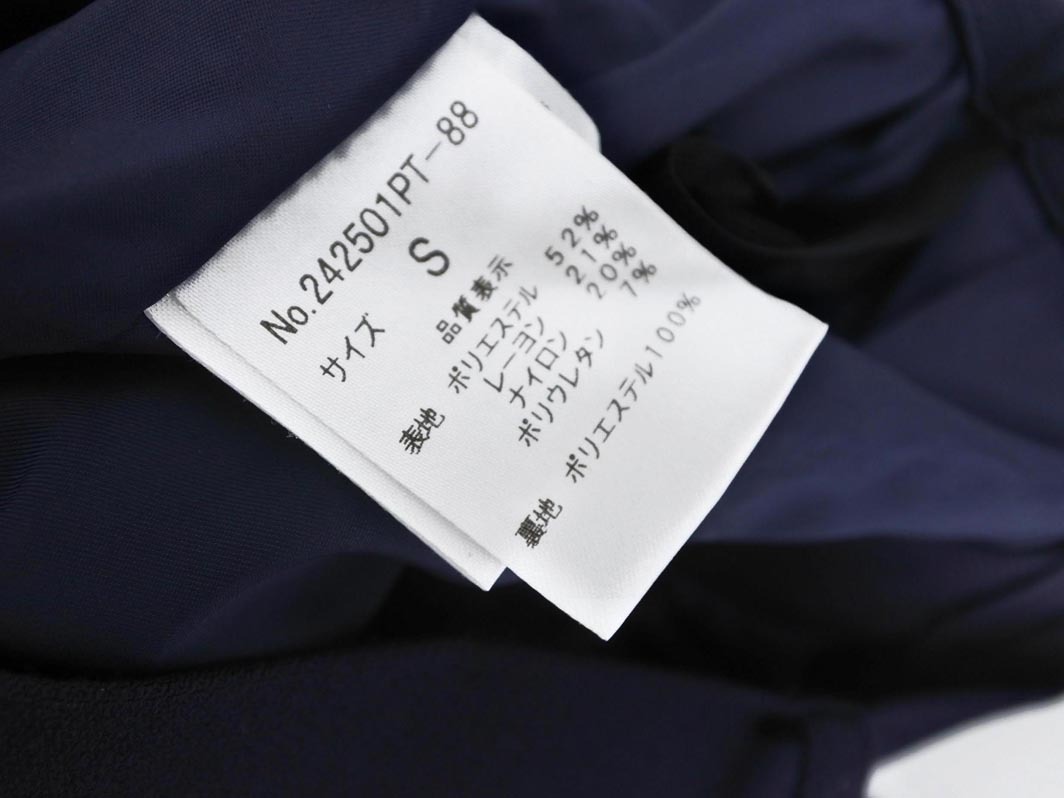 No.242501PT-88
サイズ S
品質表示
表地 ポリエステル 52%
レーヨン 21%
ナイロン 20%
ポリウレタン 7%
裏地 ポリエステル100%